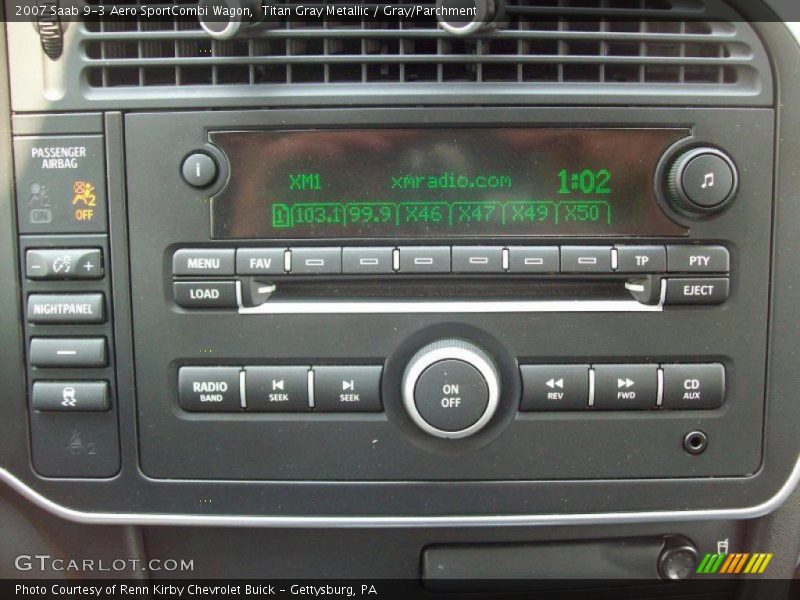 2007 Saab 9-3 Aero SportCombi Wagon, Titan Gray Metallic / Gray/Parchment
PASSENGER
AIRBAG
2
OFF
i
XM1 xmradio.com 1:02
1 103.1 99.9 X46 X47 X49 X50
MENU FAV TP PTY
- +
LOAD EJECT
NIGHTPANEL
RADIO
BAND
SEEK
SEEK
ON
OFF
REV
FWD
CD
AUX
2
GTCARLOT.COM
Photo Courtesy of Renn Kirby Chevrolet Buick - Gettysburg, PA